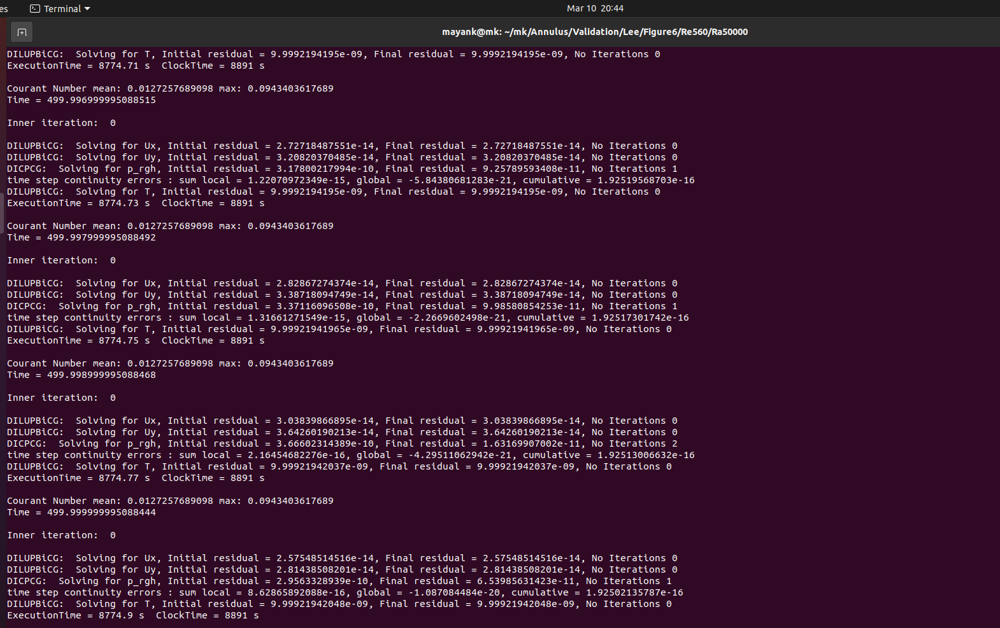 es Terminal Mar 10 20:44
mayank@mk: ~/mk/Annulus/Validation/Lee/Figure6/Re560/Ra50000
DILUPBiCG:  Solving for T, Initial residual = 9.9992194195e-09, Final residual = 9.9992194195e-09, No Iterations 0
ExecutionTime = 8774.71 s  ClockTime = 8891 s
Courant Number mean: 0.0127257689098 max: 0.0943403617689
Time = 499.996999995088515
Inner iteration:  0
DILUPBiCG:  Solving for Ux, Initial residual = 2.72718487551e-14, Final residual = 2.72718487551e-14, No Iterations 0
DILUPBiCG:  Solving for Uy, Initial residual = 3.20820370485e-14, Final residual = 3.20820370485e-14, No Iterations 0
DICPCG:  Solving for p_rgh, Initial residual = 3.17800217994e-10, Final residual = 9.25789593408e-11, No Iterations 1
time step continuity errors : sum local = 1.22070972349e-15, global = -5.84380681283e-21, cumulative = 1.92519568703e-16
DILUPBiCG:  Solving for T, Initial residual = 9.9992194195e-09, Final residual = 9.9992194195e-09, No Iterations 0
ExecutionTime = 8774.73 s  ClockTime = 8891 s
Courant Number mean: 0.0127257689098 max: 0.0943403617689
Time = 499.997999995088492
Inner iteration:  0
DILUPBiCG:  Solving for Ux, Initial residual = 2.82867274374e-14, Final residual = 2.82867274374e-14, No Iterations 0
DILUPBiCG:  Solving for Uy, Initial residual = 3.38718094749e-14, Final residual = 3.38718094749e-14, No Iterations 0
DICPCG:  Solving for p_rgh, Initial residual = 3.37116096508e-10, Final residual = 9.98580854253e-11, No Iterations 1
time step continuity errors : sum local = 1.31661271549e-15, global = -2.2669602498e-21, cumulative = 1.92517301742e-16
DILUPBiCG:  Solving for T, Initial residual = 9.99921941965e-09, Final residual = 9.99921941965e-09, No Iterations 0
ExecutionTime = 8774.75 s  ClockTime = 8891 s
Courant Number mean: 0.0127257689098 max: 0.0943403617689
Time = 499.998999995088468
Inner iteration:  0
DILUPBiCG:  Solving for Ux, Initial residual = 3.03839866895e-14, Final residual = 3.03839866895e-14, No Iterations 0
DILUPBiCG:  Solving for Uy, Initial residual = 3.64260190213e-14, Final residual = 3.64260190213e-14, No Iterations 0
DICPCG:  Solving for p_rgh, Initial residual = 3.66602314389e-10, Final residual = 1.63169907002e-11, No Iterations 2
time step continuity errors : sum local = 2.16454682276e-16, global = -4.29511062942e-21, cumulative = 1.92513006632e-16
DILUPBiCG:  Solving for T, Initial residual = 9.99921942037e-09, Final residual = 9.99921942037e-09, No Iterations 0
ExecutionTime = 8774.77 s  ClockTime = 8891 s
Courant Number mean: 0.0127257689098 max: 0.0943403617689
Time = 499.999999995088444
Inner iteration:  0
DILUPBiCG:  Solving for Ux, Initial residual = 2.57548514516e-14, Final residual = 2.57548514516e-14, No Iterations 0
DILUPBiCG:  Solving for Uy, Initial residual = 2.81438508201e-14, Final residual = 2.81438508201e-14, No Iterations 0
DICPCG:  Solving for p_rgh, Initial residual = 2.9563328939e-10, Final residual = 6.53985631423e-11, No Iterations 1
time step continuity errors : sum local = 8.62865892088e-16, global = -1.087084484e-20, cumulative = 1.92502135787e-16
DILUPBiCG:  Solving for T, Initial residual = 9.99921942048e-09, Final residual = 9.99921942048e-09, No Iterations 0
ExecutionTime = 8774.9 s  ClockTime = 8891 s